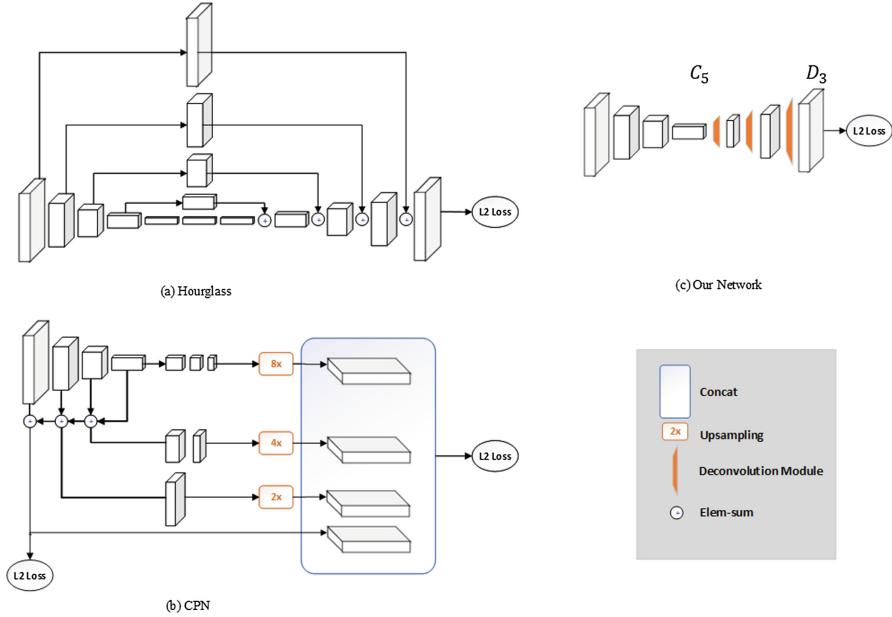 L2 Loss
(a) Hourglass
C₅
D₃
L2 Loss
(c) Our Network
8x
4x
2x
L2 Loss
L2 Loss
(b) CPN
Concat
2x
Upsampling
Deconvolution Module
+
Elem-sum